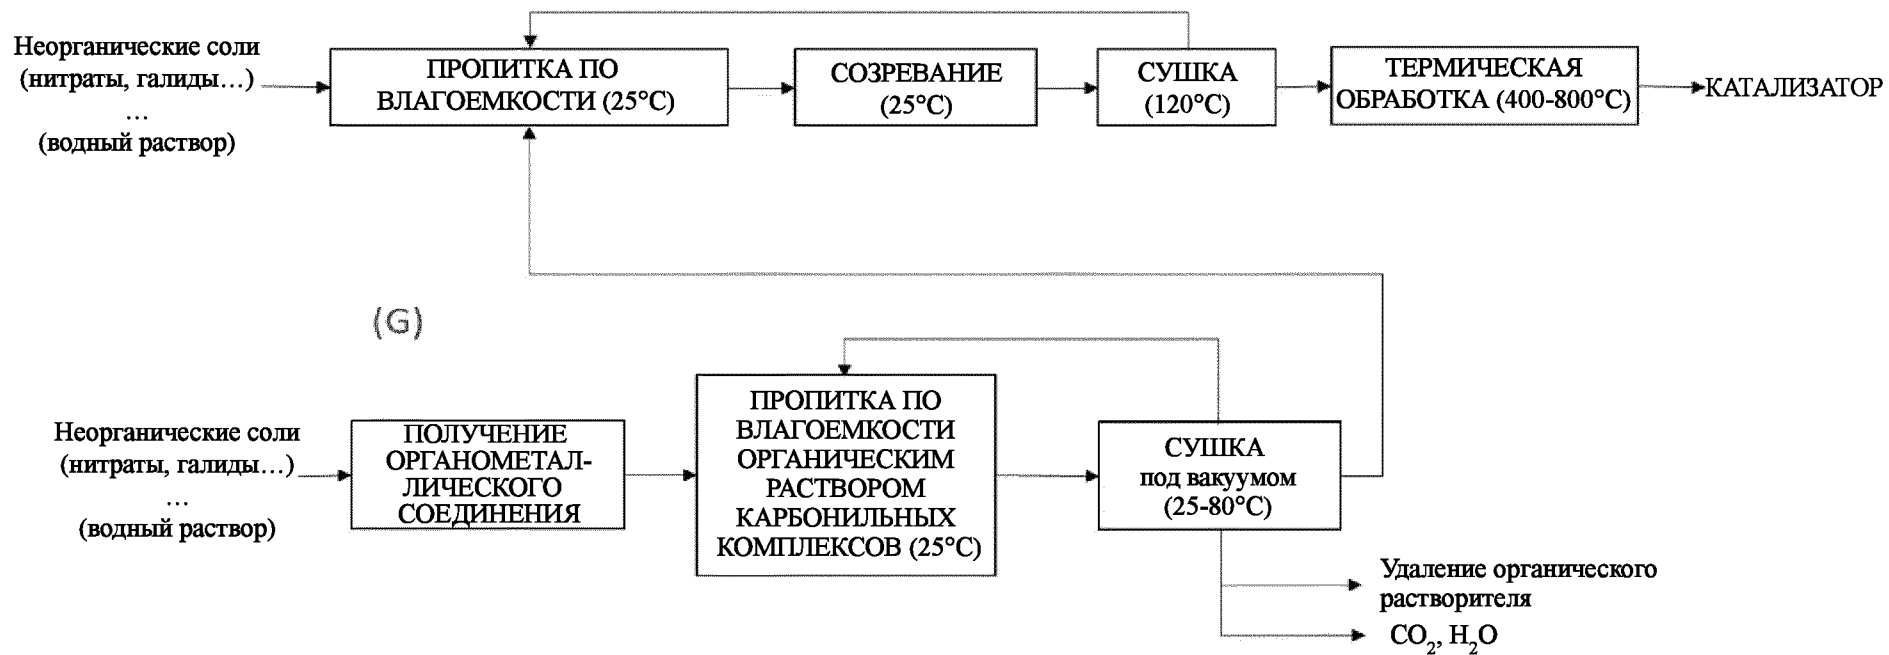 Неорганические соли
(нитраты, галиды…)
…
(водный раствор)
ПРОПИТКА ПО
ВЛАГОЕМКОСТИ (25°C)
СОЗРЕВАНИЕ
(25°C)
СУШКА
(120°C)
ТЕРМИЧЕСКАЯ
ОБРАБОТКА (400-800°C)
КАТАЛИЗАТОР
(G)
Неорганические соли
(нитраты, галиды…)
…
(водный раствор)
ПОЛУЧЕНИЕ
ОРГАНОМЕТАЛ-
ЛИЧЕСКОГО
СОЕДИНЕНИЯ
ПРОПИТКА ПО
ВЛАГОЕМКОСТИ
ОРГАНИЧЕСКИМ
РАСТВОРОМ
КАРБОНИЛЬНЫХ
КОМПЛЕКСОВ (25°C)
СУШКА
под вакуумом
(25-80°C)
Удаление органического
растворителя
CO₂, H₂O